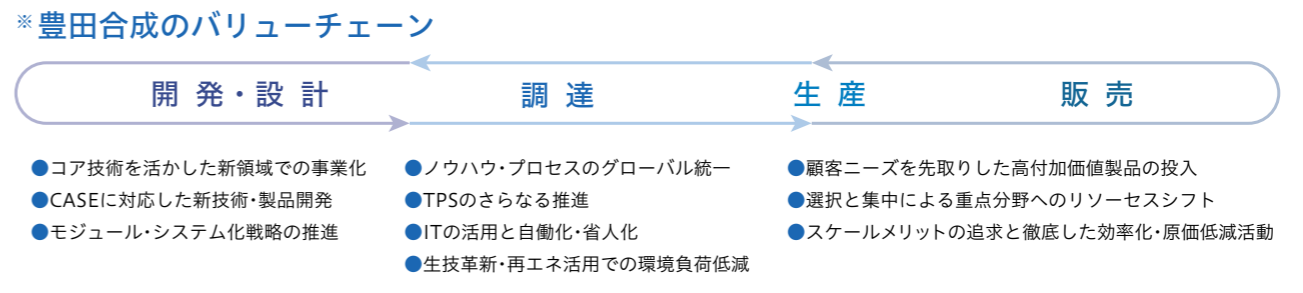 ※豊田合成のバリューチェーン
開発・設計 調達 生産 販売
●コア技術を活かした新領域での事業化
●CASEに対応した新技術・製品開発
●モジュール・システム化戦略の推進
●ノウハウ・プロセスのグローバル統一
●TPSのさらなる推進
●ITの活用と自働化・省人化
●生技革新・再エネ活用での環境負荷低減
●顧客ニーズを先取りした高付加価値製品の投入
●選択と集中による重点分野へのリソーセスシフト
●スケールメリットの追求と徹底した効率化・原価低減活動